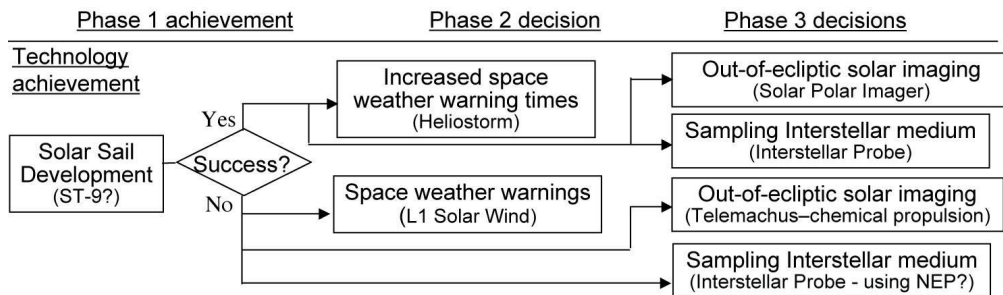 Phase 1 achievement
Phase 2 decision
Phase 3 decisions
Technology
achievement
Solar Sail
Development
(ST-9?)
Success?
Yes
No
Increased space
weather warning times
(Heliostorm)
Space weather warnings
(L1 Solar Wind)
Out-of-ecliptic solar imaging
(Solar Polar Imager)
Sampling Interstellar medium
(Interstellar Probe)
Out-of-ecliptic solar imaging
(Telemachus–chemical propulsion)
Sampling Interstellar medium
(Interstellar Probe - using NEP?)